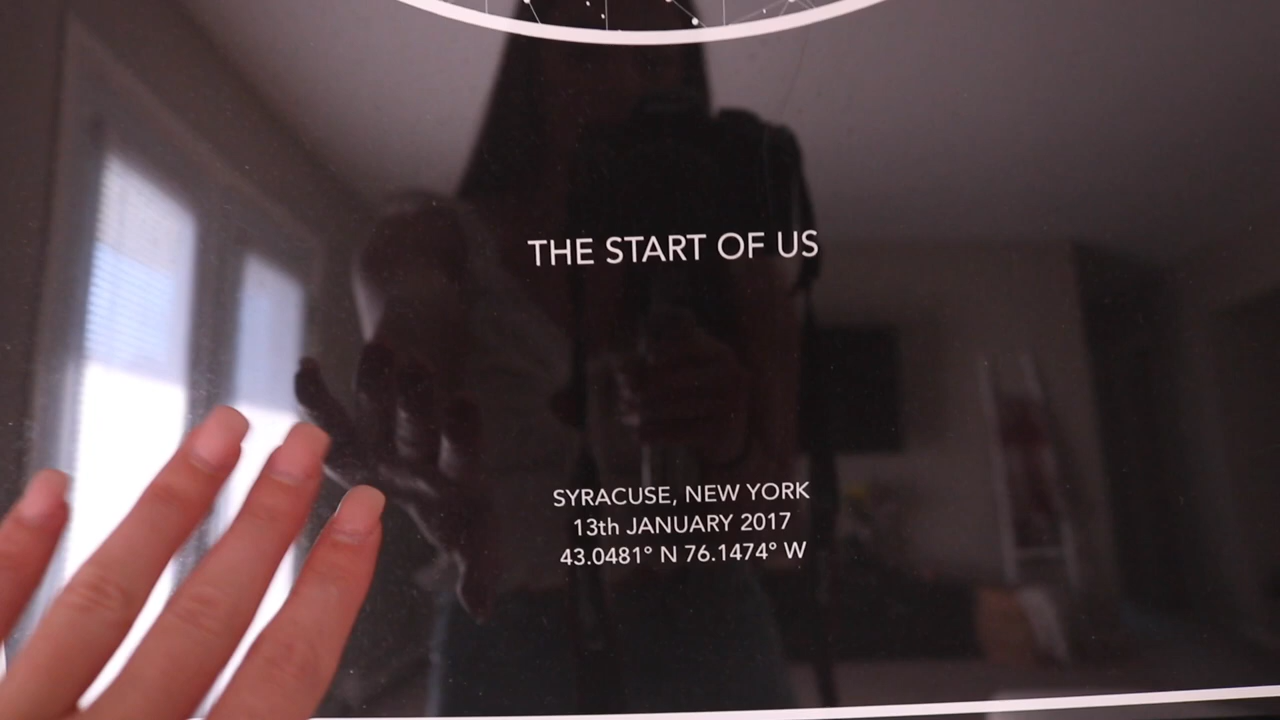 THE START OF US
SYRACUSE, NEW YORK
13th JANUARY 2017
43.0481° N 76.1474° W